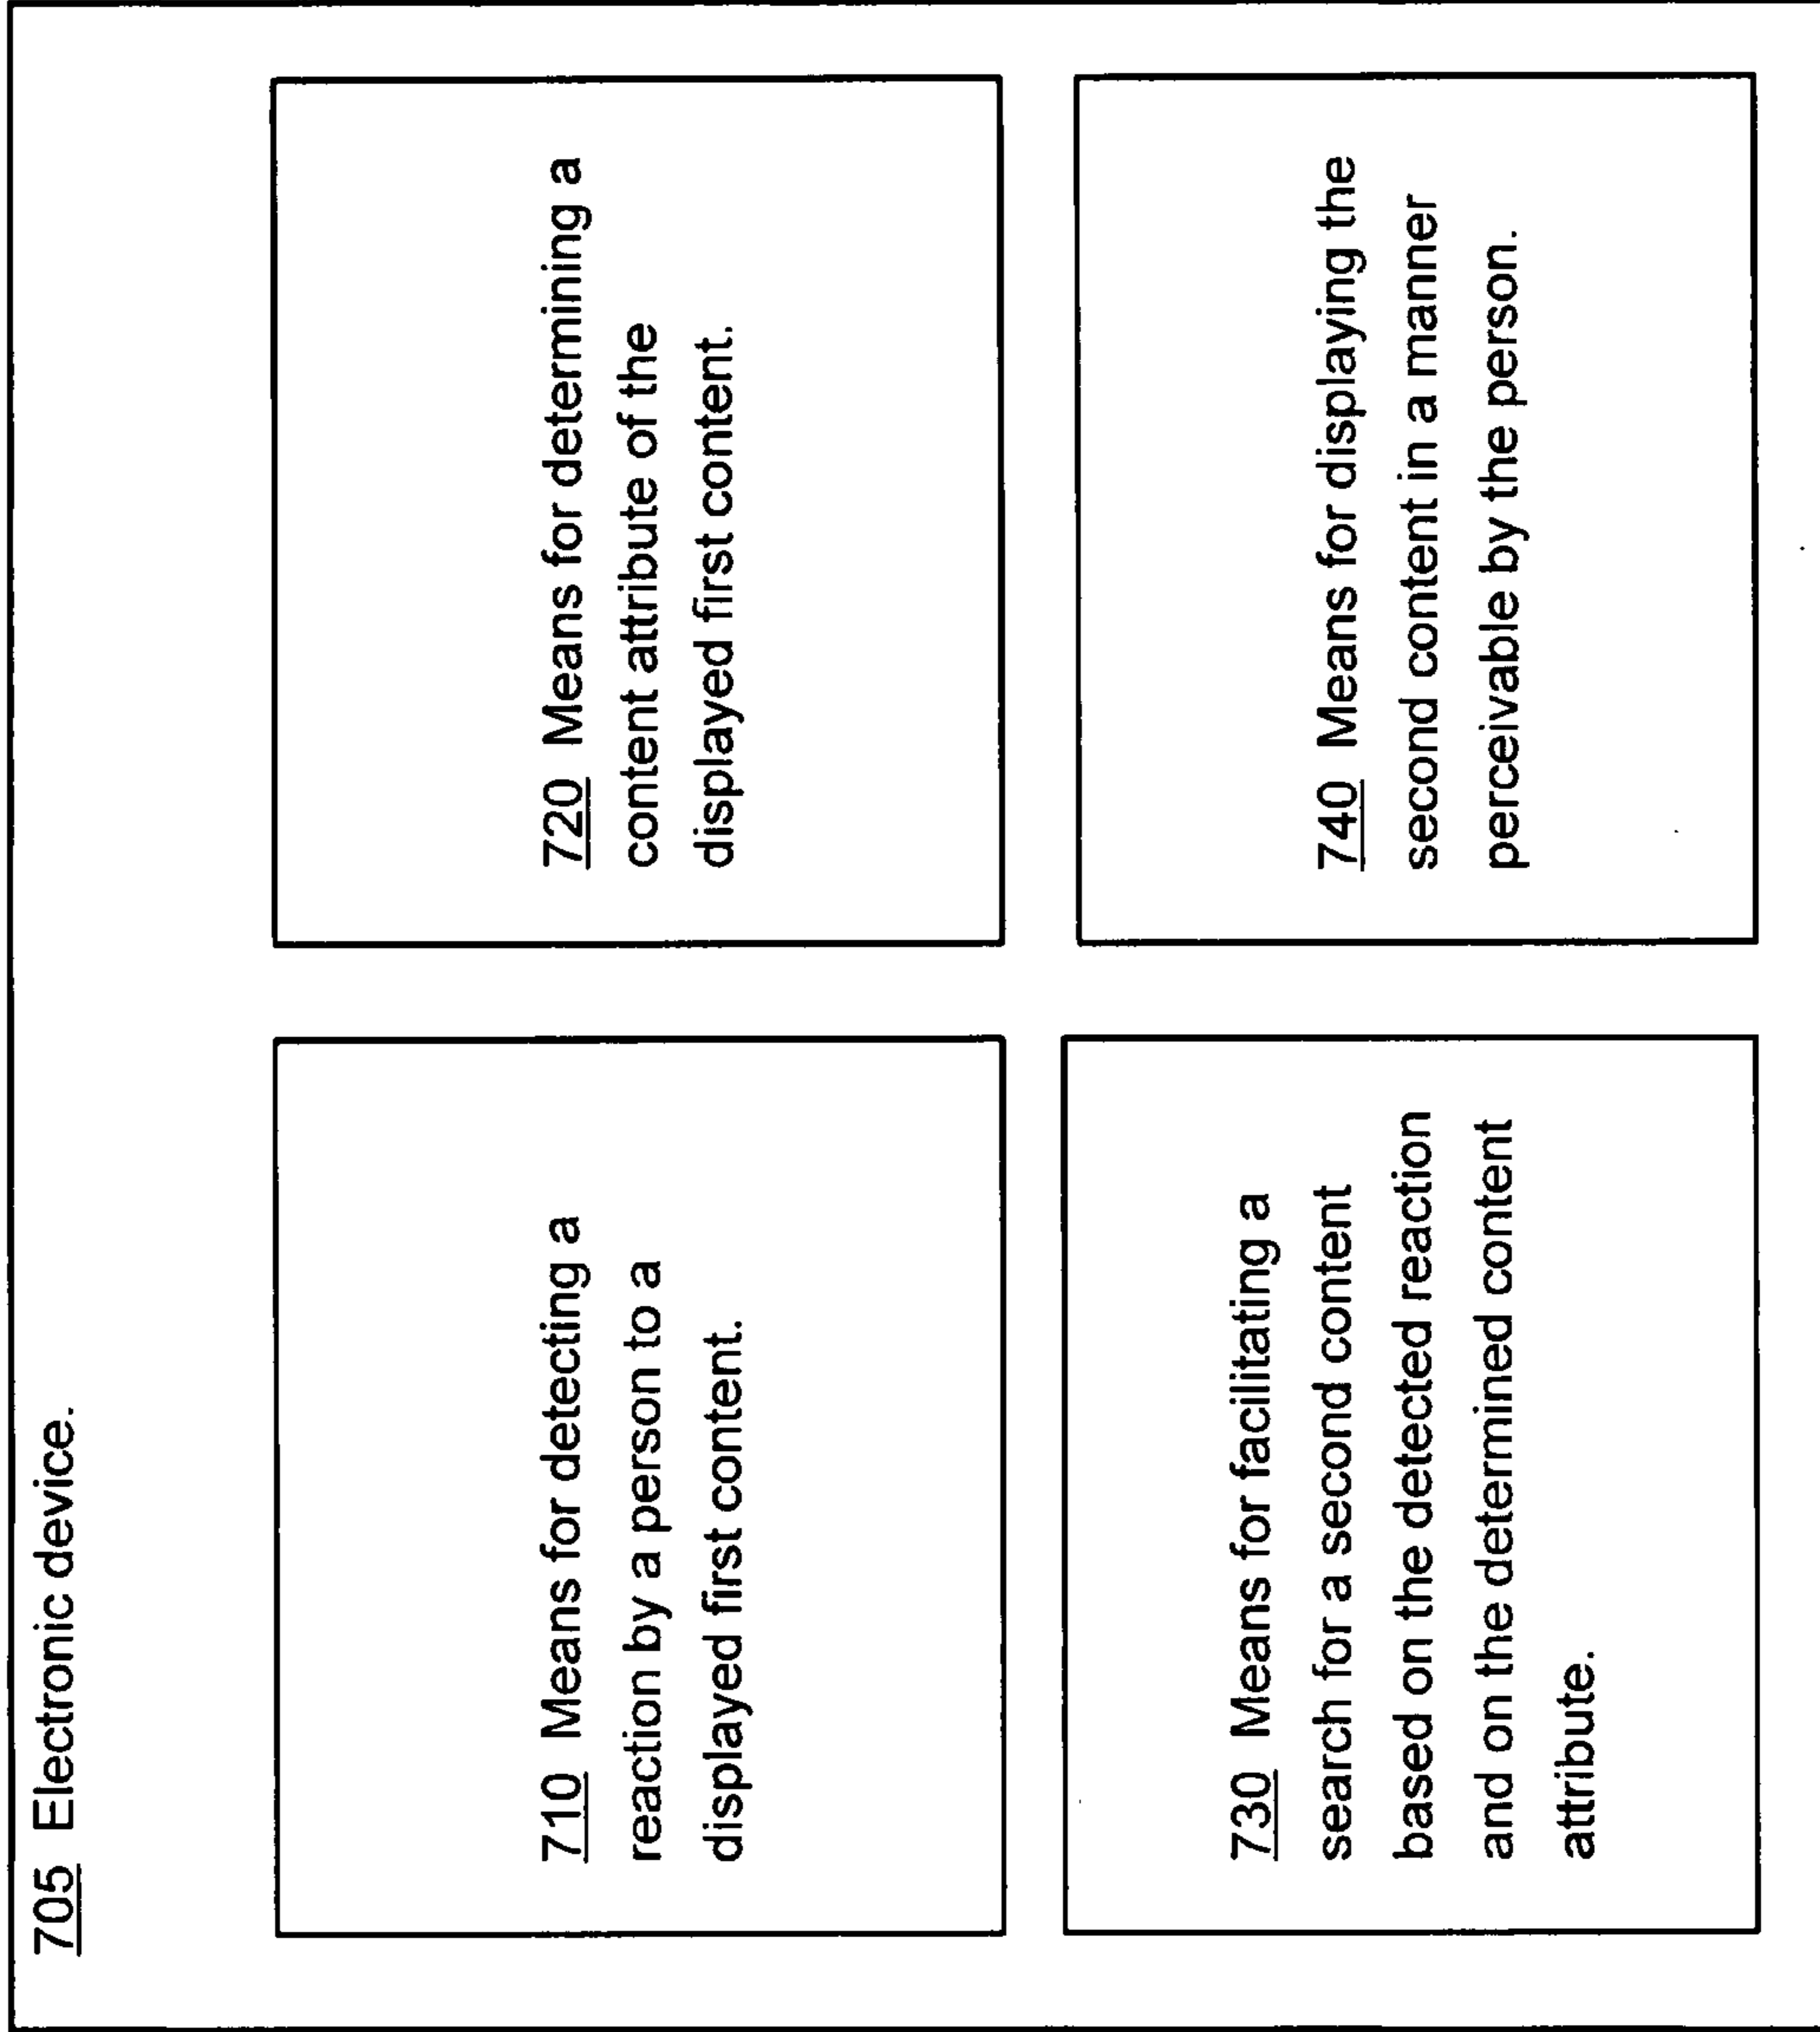 705 Electronic device.
710 Means for detecting a
reaction by a person to a
displayed first content.
720 Means for determining a
content attribute of the
displayed first content.
730 Means for facilitating a
search for a second content
based on the detected reaction
and on the determined content
attribute.
740 Means for displaying the
second content in a manner
perceivable by the person.